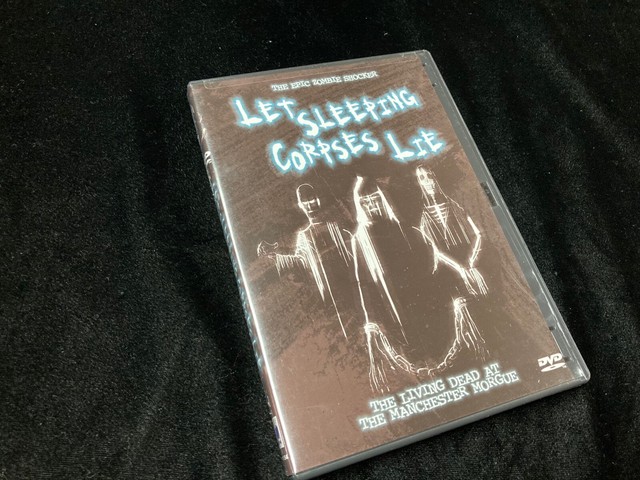 THE EPIC ZOMBIE SHOCKER
LET SLEEPING
CORPSES LIE
THE LIVING DEAD AT
THE MANCHESTER MORGUE
DVD